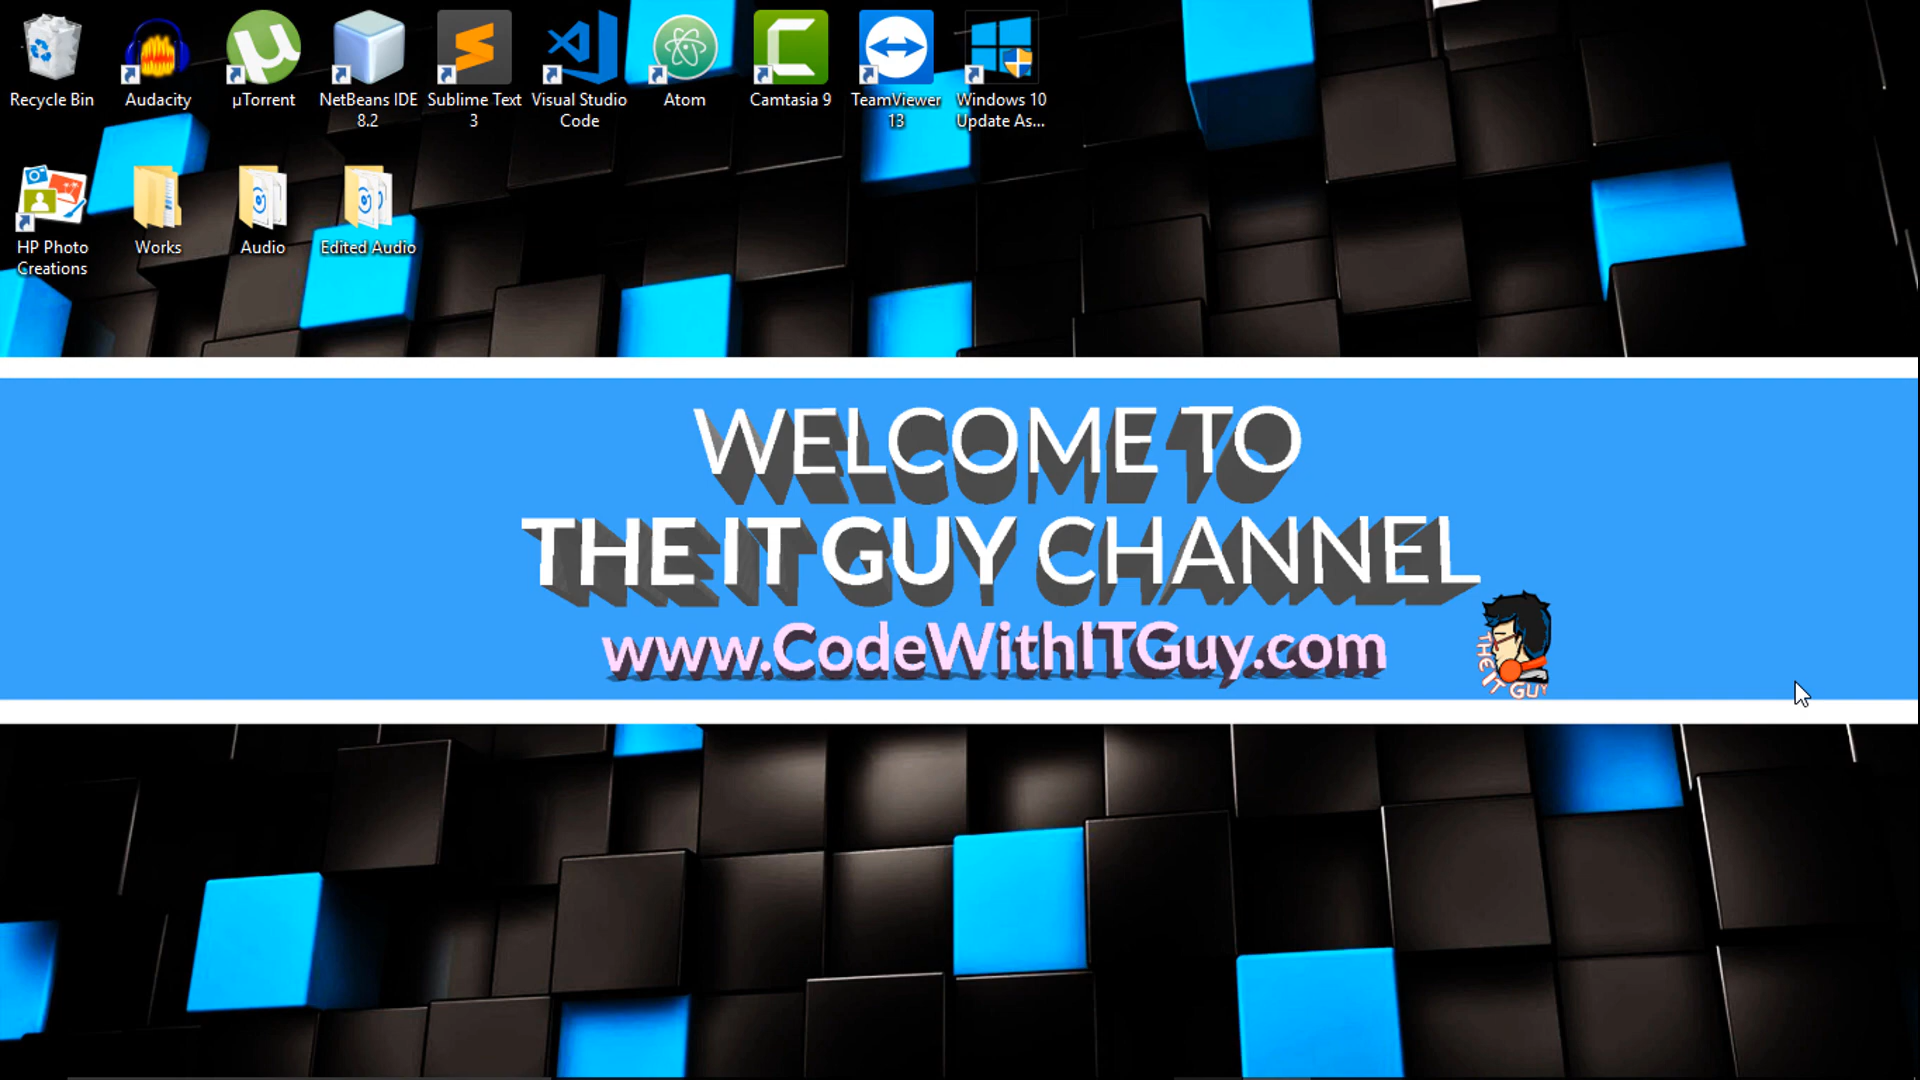 Recycle Bin
Audacity
µTorrent
NetBeans IDE
8.2
Sublime Text
3
Visual Studio
Code
Atom
Camtasia 9
TeamViewer
13
Windows 10
Update As...
HP Photo
Creations
Works
Audio
Edited Audio
WELCOME TO
THE IT GUY CHANNEL
www.CodeWithITGuy.com
THE IT GUY